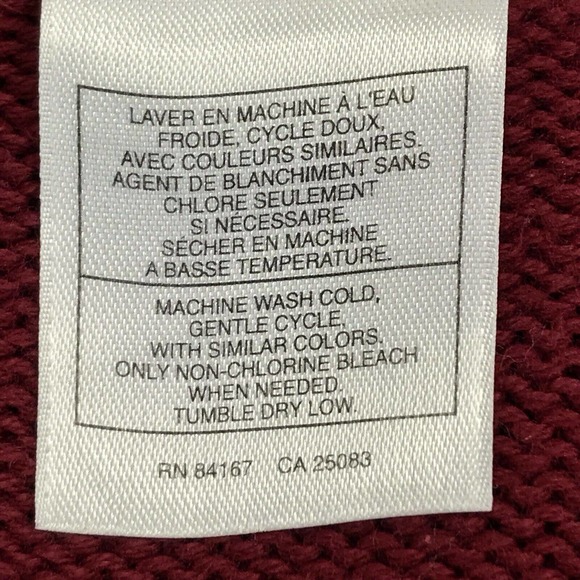 LAVER EN MACHINE À L'EAU
FROIDE, CYCLE DOUX,
AVEC COULEURS SIMILAIRES.
AGENT DE BLANCHIMENT SANS
CHLORE SEULEMENT
SI NÉCESSAIRE.
SÉCHER EN MACHINE
A BASSE TEMPERATURE.
MACHINE WASH COLD,
GENTLE CYCLE,
WITH SIMILAR COLORS.
ONLY NON-CHLORINE BLEACH
WHEN NEEDED.
TUMBLE DRY LOW.
RN 84167 CA 25083